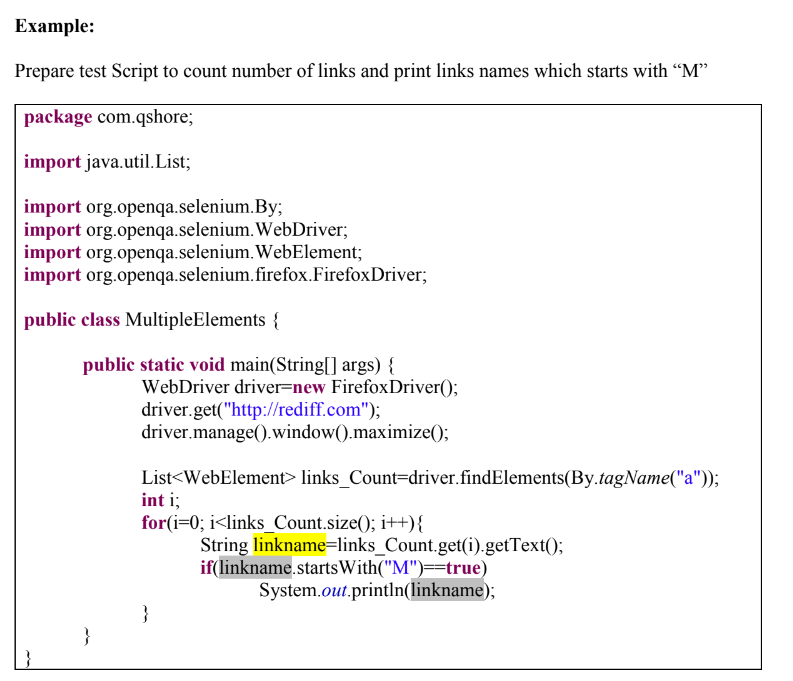 Example:
Prepare test Script to count number of links and print links names which starts with “M”
package com.qshore;
import java.util.List;
import org.openqa.selenium.By;
import org.openqa.selenium.WebDriver;
import org.openqa.selenium.WebElement;
import org.openqa.selenium.firefox.FirefoxDriver;
public class MultipleElements {
public static void main(String[] args) {
WebDriver driver=new FirefoxDriver();
driver.get("http://rediff.com");
driver.manage().window().maximize();
List<WebElement> links_Count=driver.findElements(By.tagName("a"));
int i;
for(i=0; i<links_Count.size(); i++){
String linkname=links_Count.get(i).getText();
if(linkname.startsWith("M")==true)
System.out.println(linkname);
}
}
}